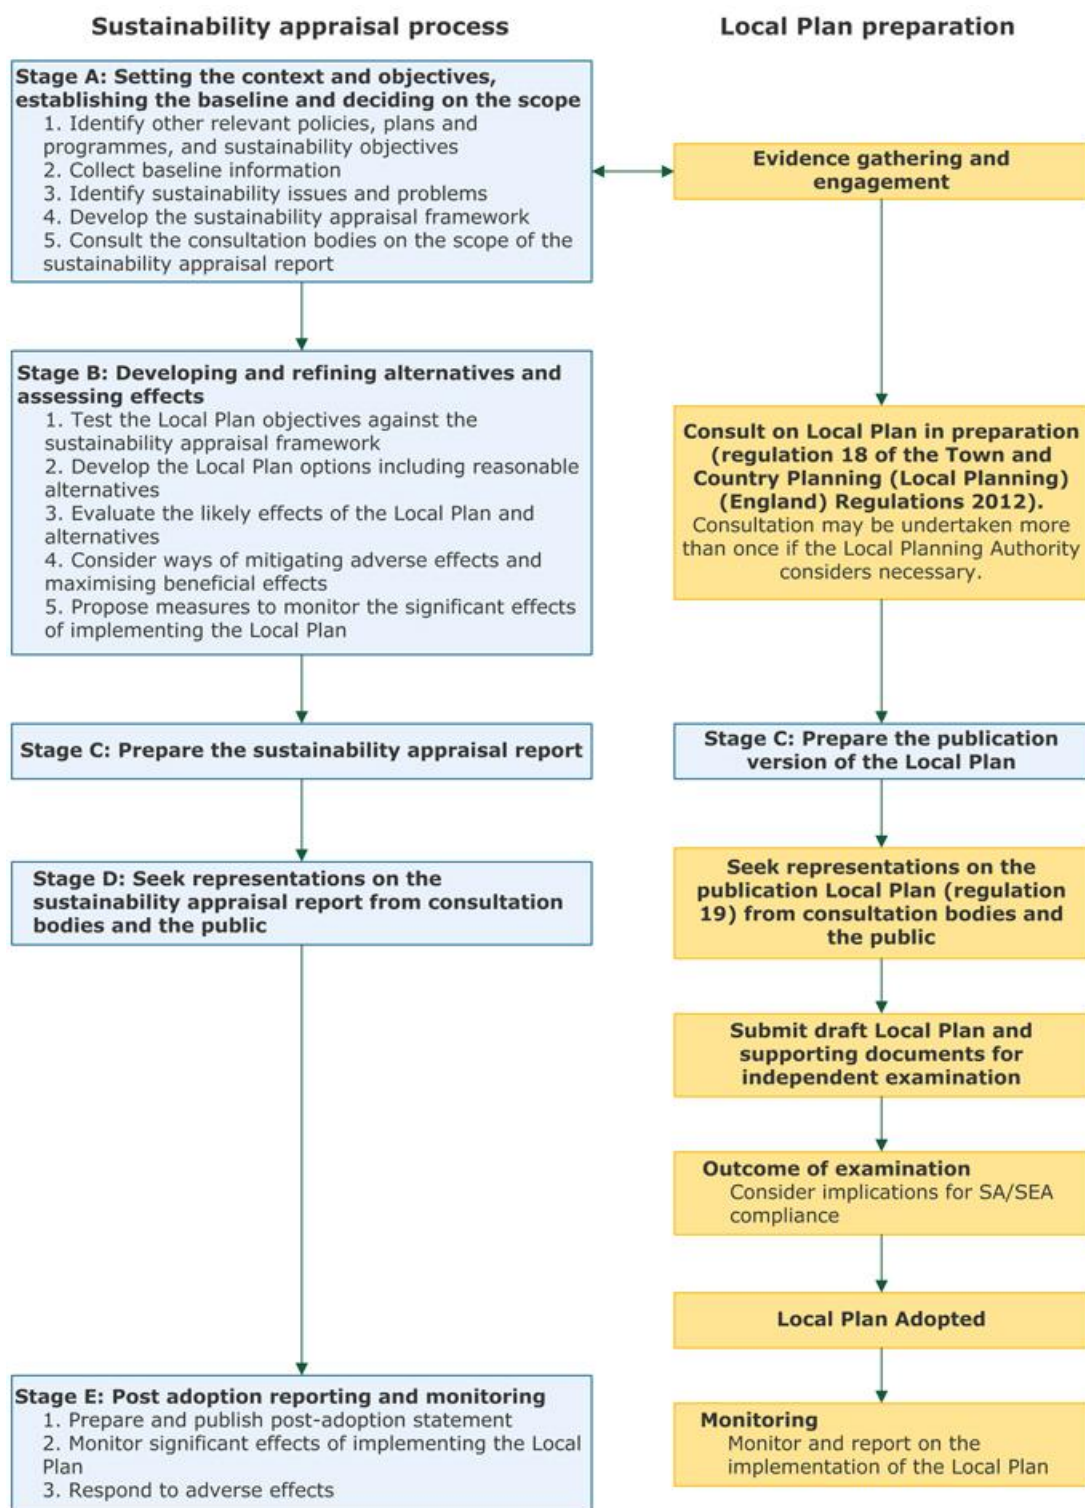 Sustainability appraisal process
Local Plan preparation
Stage A: Setting the context and objectives,
establishing the baseline and deciding on the scope
1. Identify other relevant policies, plans and
programmes, and sustainability objectives
2. Collect baseline information
3. Identify sustainability issues and problems
4. Develop the sustainability appraisal framework
5. Consult the consultation bodies on the scope of the
sustainability appraisal report
Evidence gathering and
engagement
Stage B: Developing and refining alternatives and
assessing effects
1. Test the Local Plan objectives against the
sustainability appraisal framework
2. Develop the Local Plan options including reasonable
alternatives
3. Evaluate the likely effects of the Local Plan and
alternatives
4. Consider ways of mitigating adverse effects and
maximising beneficial effects
5. Propose measures to monitor the significant effects
of implementing the Local Plan
Consult on Local Plan in preparation
(regulation 18 of the Town and
Country Planning (Local Planning)
(England) Regulations 2012).
Consultation may be undertaken more
than once if the Local Planning Authority
considers necessary.
Stage C: Prepare the sustainability appraisal report
Stage C: Prepare the publication
version of the Local Plan
Stage D: Seek representations on the
sustainability appraisal report from consultation
bodies and the public
Seek representations on the
publication Local Plan (regulation
19) from consultation bodies and
the public
Submit draft Local Plan and
supporting documents for
independent examination
Outcome of examination
Consider implications for SA/SEA
compliance
Local Plan Adopted
Stage E: Post adoption reporting and monitoring
1. Prepare and publish post-adoption statement
2. Monitor significant effects of implementing the Local
Plan
3. Respond to adverse effects
Monitoring
Monitor and report on the
implementation of the Local Plan